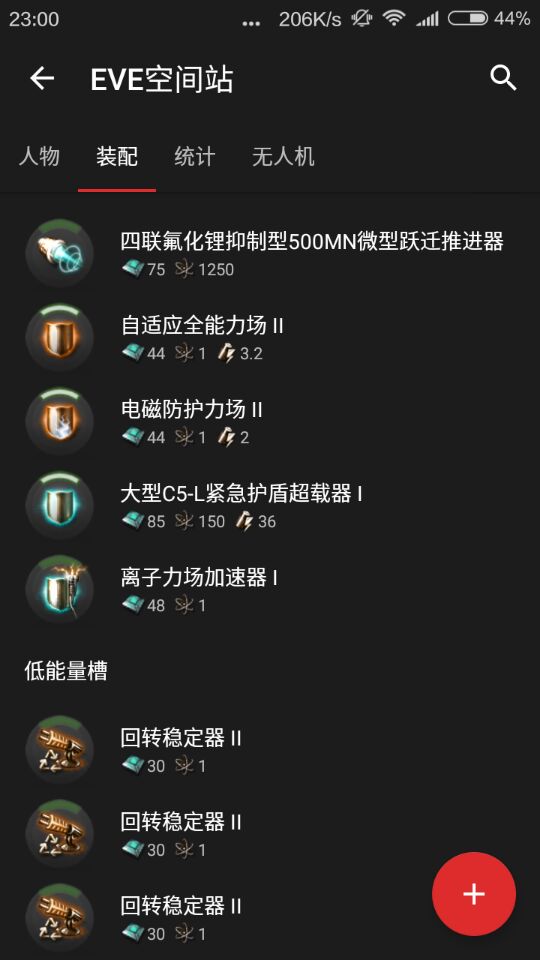 23:00 ... 206K/s 44%
EVE空间站
人物 装配 统计 无人机
四联氟化锂抑制型500MN微型跃迁推进器
75 1250
自适应全能力场 II
44 1 3.2
电磁防护力场 II
44 1 2
大型C5-L紧急护盾超载器 I
85 150 36
离子力场加速器 I
48 1
低能量槽
回转稳定器 II
30 1
回转稳定器 II
30 1
回转稳定器 II
30 1